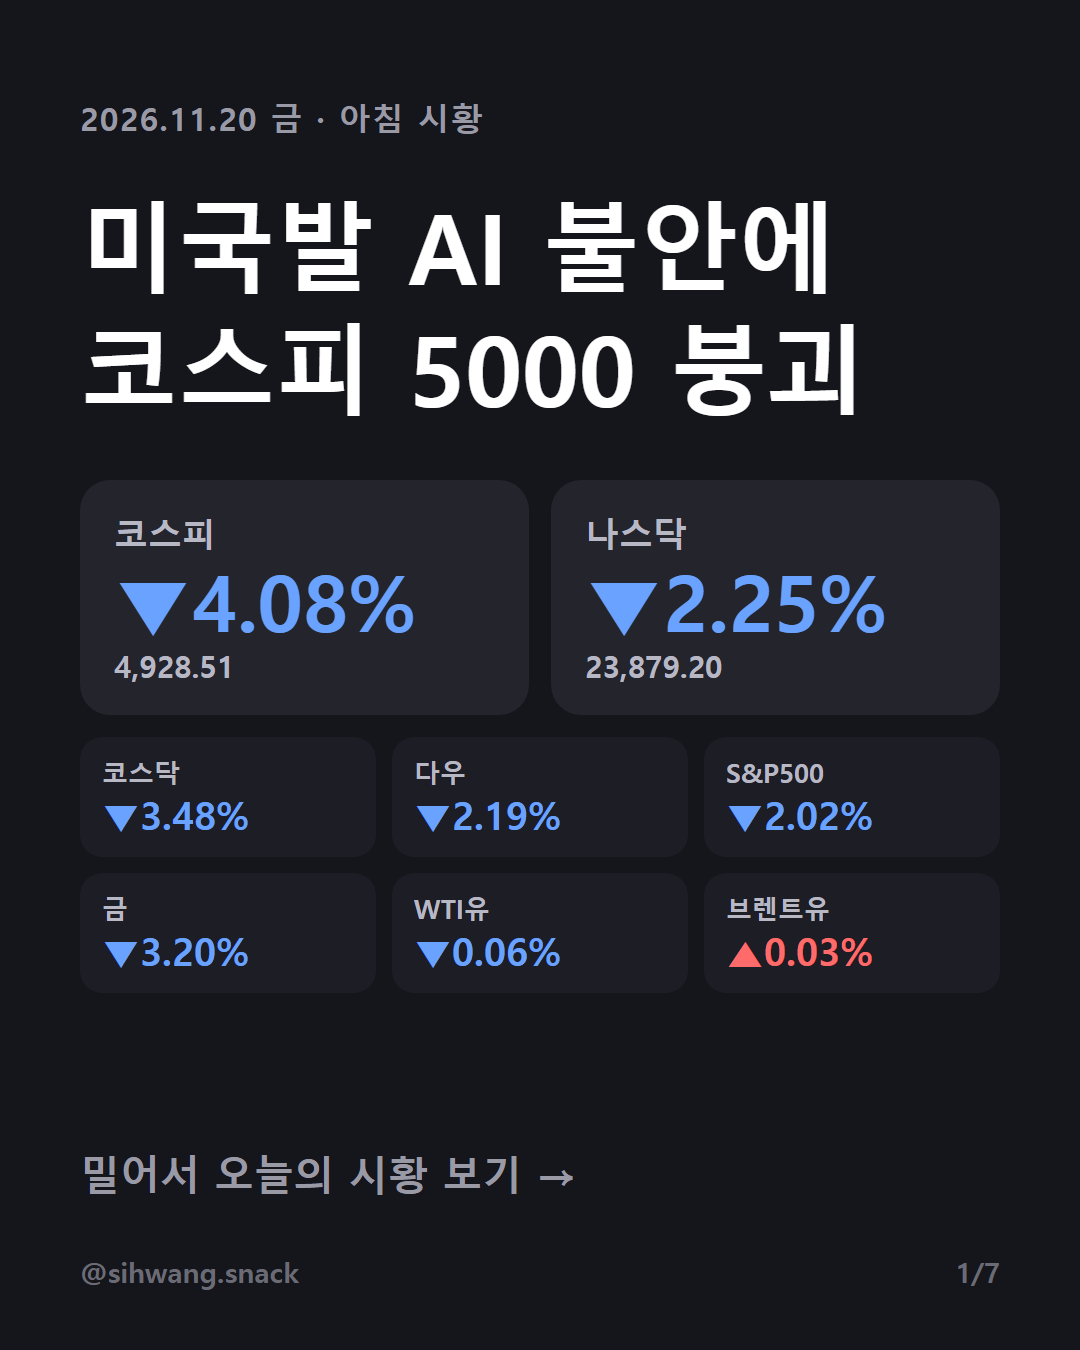 2026.11.20 금 · 아침 시황
미국발 AI 불안에
코스피 5000 붕괴
코스피
▼4.08%
4,928.51
나스닥
▼2.25%
23,879.20
코스닥
▼3.48%
다우
▼2.19%
S&P500
▼2.02%
금
▼3.20%
WTI유
▼0.06%
브렌트유
▲0.03%
밀어서 오늘의 시황 보기 →
@sihwang.snack
1/7